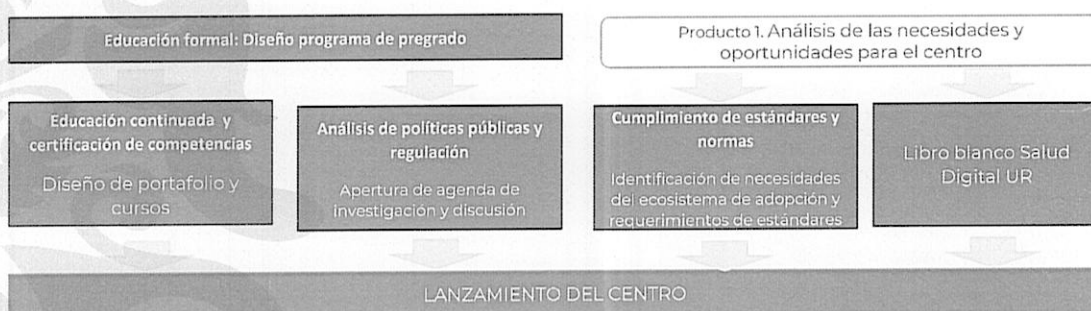 Educación formal: Diseño programa de pregrado
Producto 1. Análisis de las necesidades y
oportunidades para el centro
Educación continuada y
certificación de competencias
Diseño de portafolio y
cursos
Análisis de políticas públicas y
regulación
Apertura de agenda de
investigación y discusión
Cumplimiento de estándares y
normas
Identificación de necesidades
del ecosistema de adopción y
requerimientos de estándares
Libro blanco Salud
Digital UR
LANZAMIENTO DEL CENTRO